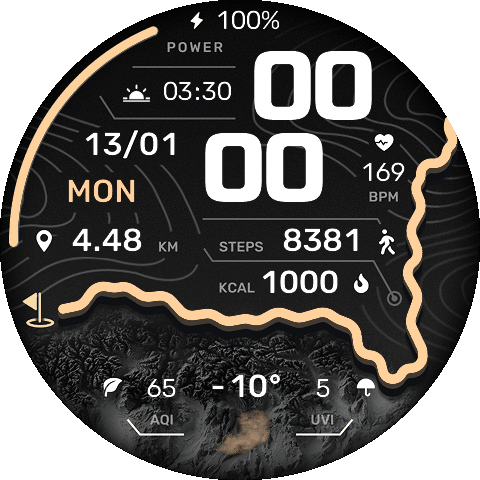 100%
POWER
03:30
00
13/01
00
MON
169
BPM
4.48 KM
STEPS 8381
KCAL 1000
65 -10° 5
AQI UVI